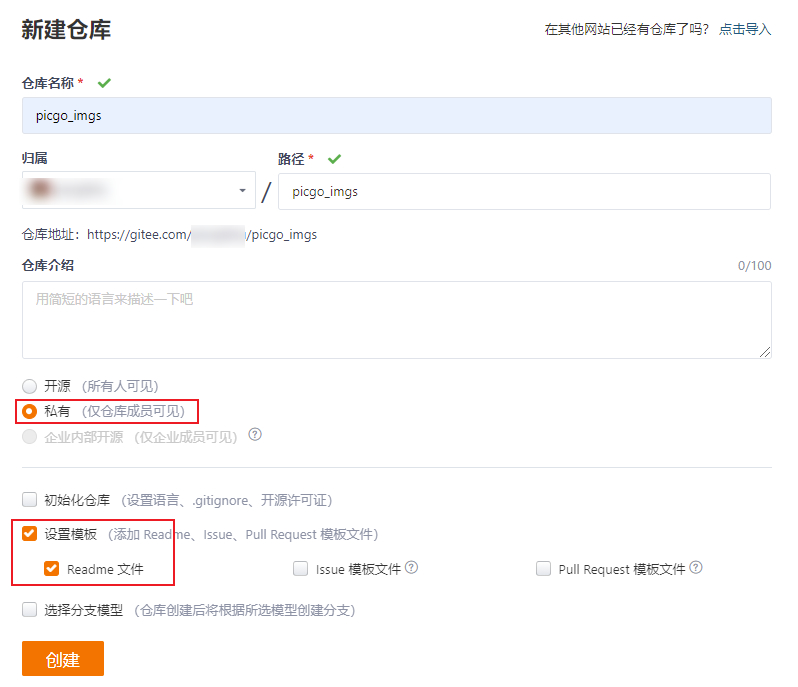 新建仓库
在其他网站已经有仓库了吗? 点击导入
仓库名称 *
picgo_imgs
归属
路径 *
/
picgo_imgs
仓库地址：https://gitee.com/ /picgo_imgs
仓库介绍
0/100
用简短的语言来描述一下吧
开源 （所有人可见）
私有 （仅仓库成员可见）
企业内部开源 （仅企业成员可见） ?
初始化仓库 （设置语言、.gitignore、开源许可证）
设置模板 （添加 Readme、Issue、Pull Request 模板文件）
Readme 文件
Issue 模板文件 ?
Pull Request 模板文件 ?
选择分支模型 （仓库创建后将根据所选模型创建分支）
创建